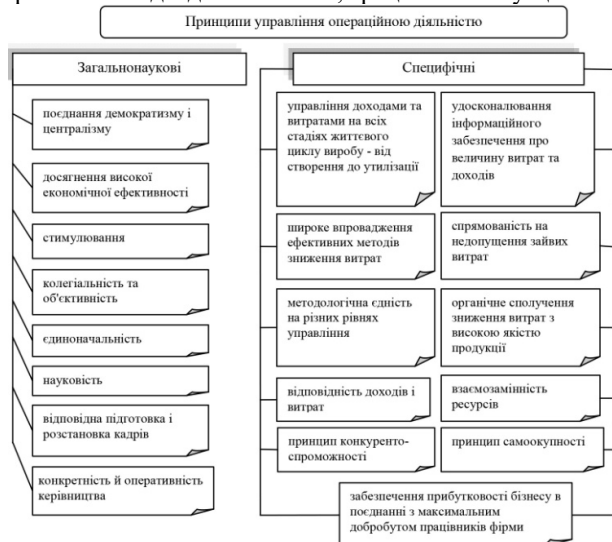 Принципи управління операційною діяльністю
Загальнонаукові
поєднання демократизму і
централізму
досягнення високої
економічної ефективності
стимулювання
колегіальність та
об'єктивність
єдиноначальність
науковість
відповідна підготовка і
розстановка кадрів
конкретність й оперативність
керівництва
Специфічні
управління доходами та
витратами на всіх
стадіях життєвого
циклу виробу - від
створення до утилізації
удосконалювання
інформаційного
забезпечення про
величину витрат та
доходів
широке впровадження
ефективних методів
зниження витрат
спрямованість на
недопущення зайвих
витрат
методологічна єдність
на різних рівнях
управління
органічне сполучення
зниження витрат з
високою якістю
продукції
відповідність доходів і
витрат
взаємозамінність
ресурсів
принцип конкуренто-
спроможності
принцип самоокупності
забезпечення прибутковості бізнесу в
поєднанні з максимальним
добробутом працівників фірми